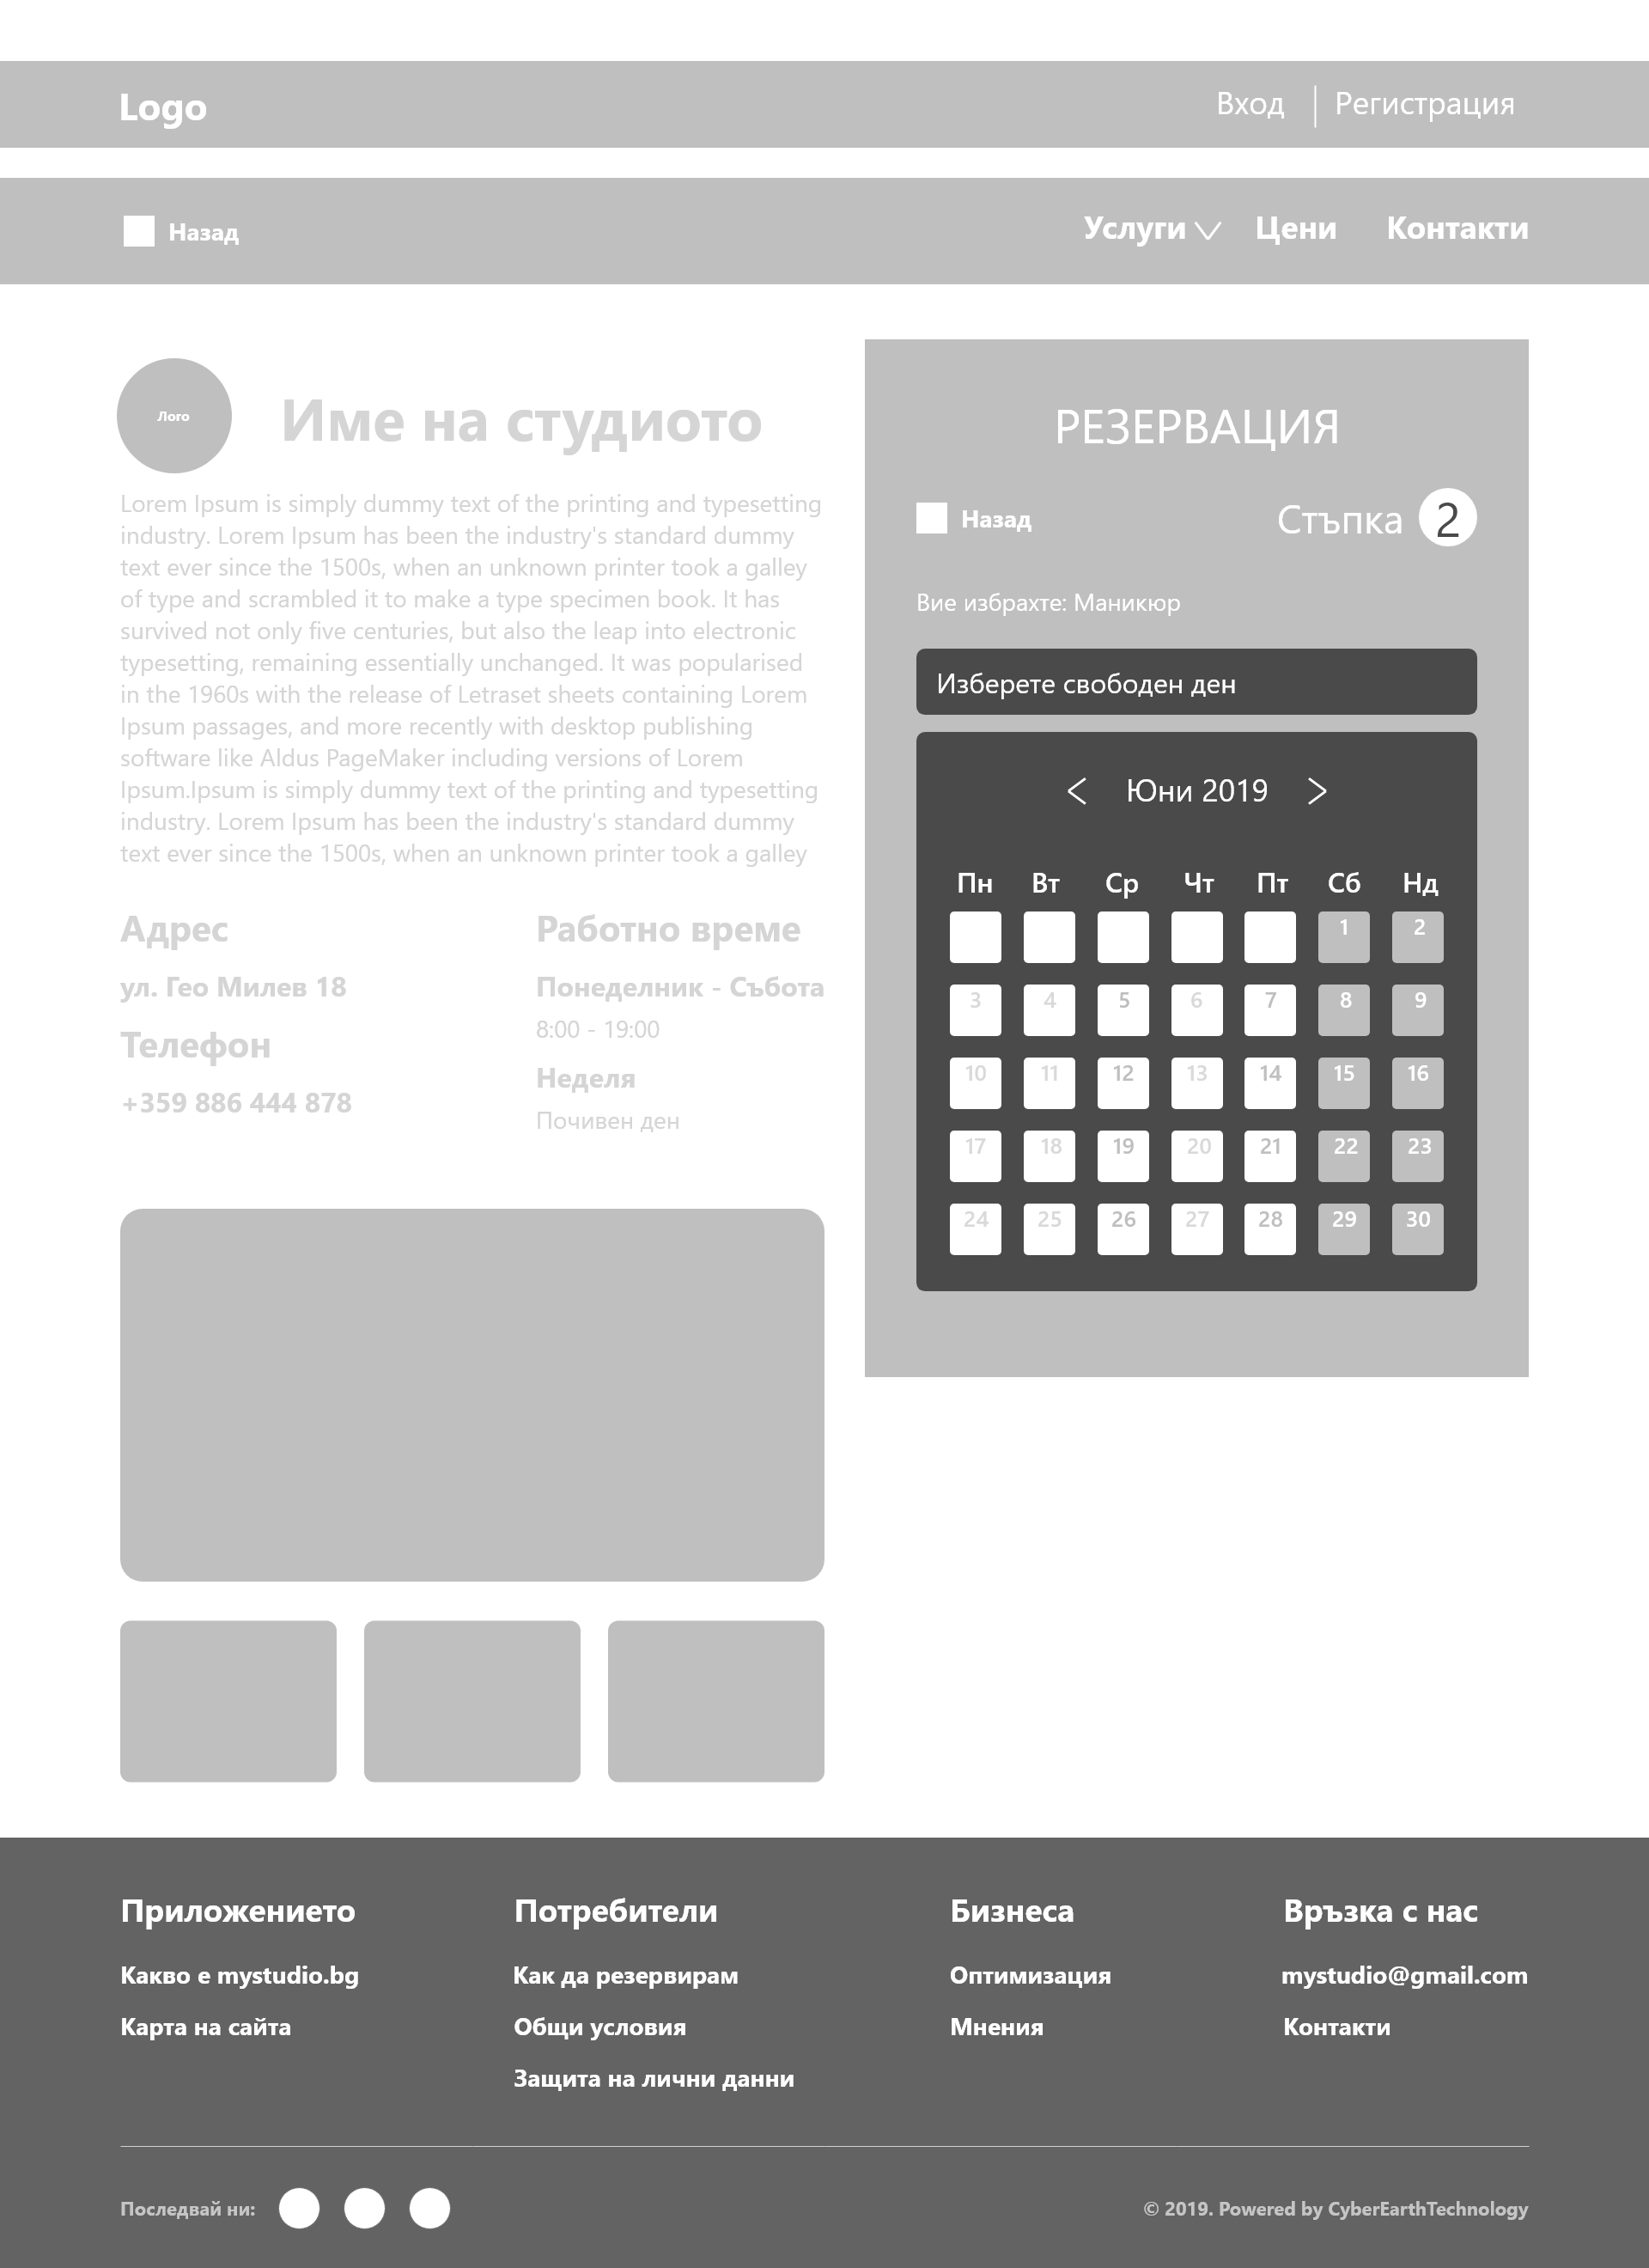 Logo
Вход
Регистрация
Назад
Услуги
Цени
Контакти
Лого
Име на студиото
Lorem Ipsum is simply dummy text of the printing and typesetting
industry. Lorem Ipsum has been the industry's standard dummy
text ever since the 1500s, when an unknown printer took a galley
of type and scrambled it to make a type specimen book. It has
survived not only five centuries, but also the leap into electronic
typesetting, remaining essentially unchanged. It was popularised
in the 1960s with the release of Letraset sheets containing Lorem
Ipsum passages, and more recently with desktop publishing
software like Aldus PageMaker including versions of Lorem
Ipsum.Ipsum is simply dummy text of the printing and typesetting
industry. Lorem Ipsum has been the industry's standard dummy
text ever since the 1500s, when an unknown printer took a galley
Адрес
ул. Гео Милев 18
Телефон
+359 886 444 878
Работно време
Понеделник - Събота
8:00 - 19:00
Неделя
Почивен ден
РЕЗЕРВАЦИЯ
Назад
Стъпка 2
Вие избрахте: Маникюр
Изберете свободен ден
< Юни 2019 >
Пн Вт Ср Чт Пт Сб Нд
1 2
3 4 5 6 7 8 9
10 11 12 13 14 15 16
17 18 19 20 21 22 23
24 25 26 27 28 29 30
Приложението
Какво е mystudio.bg
Карта на сайта
Потребители
Как да резервирам
Общи условия
Защита на лични данни
Бизнеса
Оптимизация
Мнения
Връзка с нас
mystudio@gmail.com
Контакти
Последвай ни:
© 2019. Powered by CyberEarthTechnology